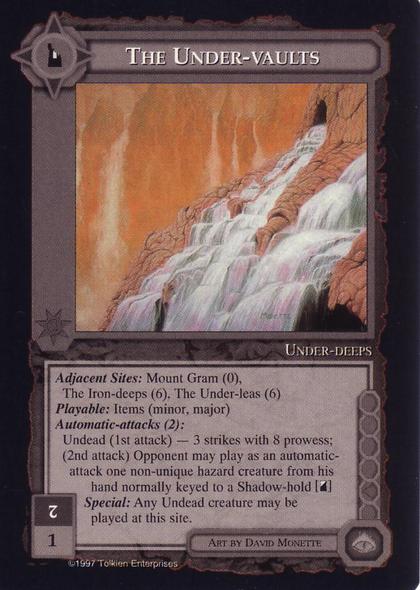 THE UNDER-VAULTS
MONETTE
UNDER-DEEPS
Adjacent Sites: Mount Gram (0),
The Iron-deeps (6), The Under-leas (6)
Playable: Items (minor, major)
Automatic-attacks (2):
Undead (1st attack) — 3 strikes with 8 prowess;
(2nd attack) Opponent may play as an automatic-
attack one non-unique hazard creature from his
hand normally keyed to a Shadow-hold []
Special: Any Undead creature may be
played at this site.
2
1
ART BY DAVID MONETTE
©1997 Tolkien Enterprises